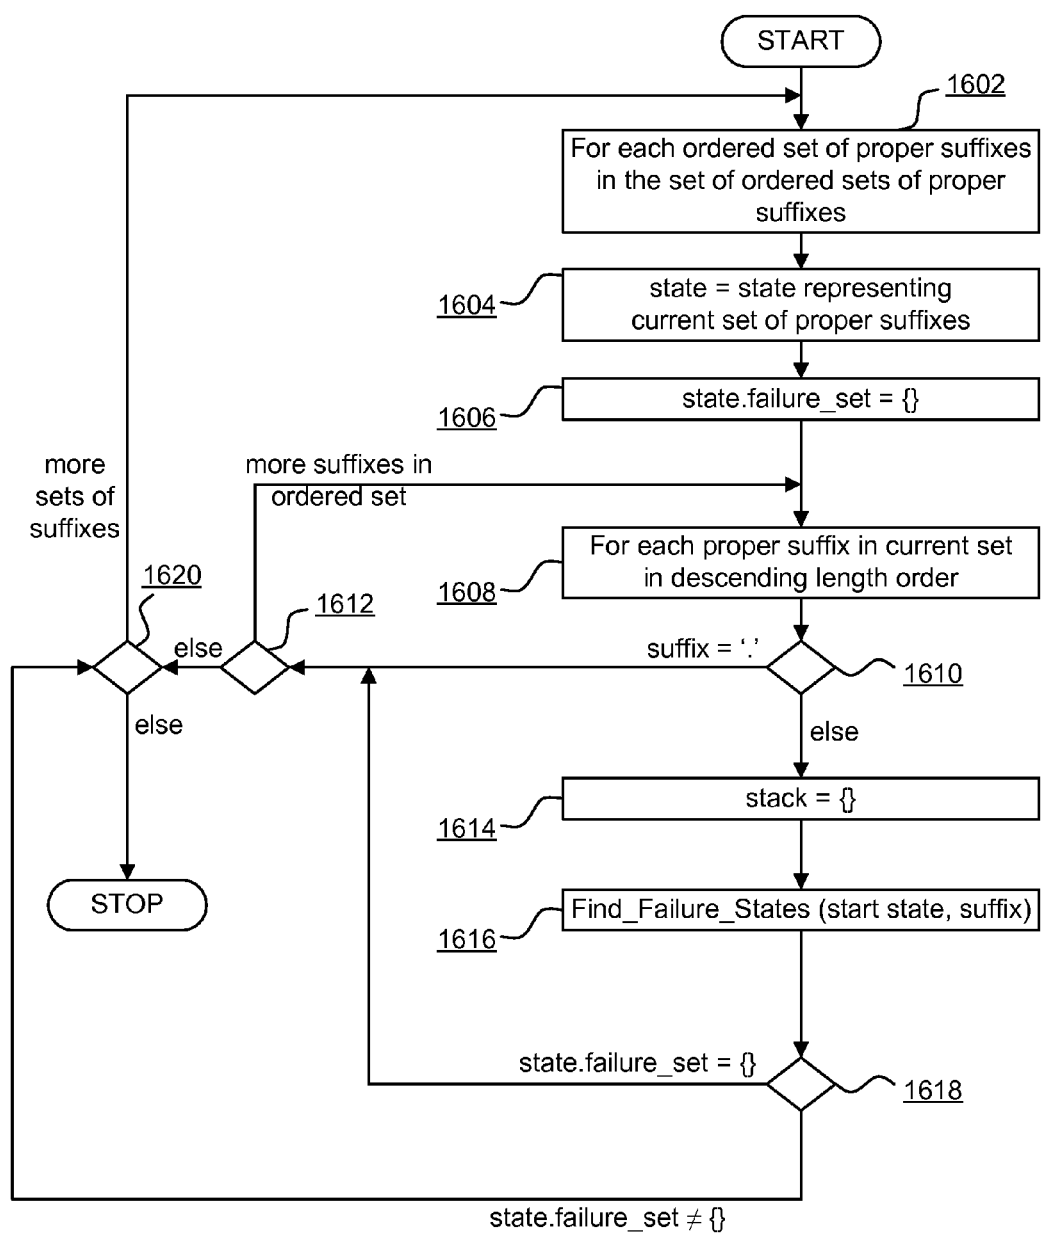 START
1602
For each ordered set of proper suffixes
in the set of ordered sets of proper
suffixes
1604
state = state representing
current set of proper suffixes
1606
state.failure_set = {}
more
sets of
suffixes
more suffixes in
ordered set
1608
For each proper suffix in current set
in descending length order
1620
1612
else
suffix = ‘.’
1610
else
else
1614
stack = {}
STOP
1616
Find_Failure_States (start state, suffix)
state.failure_set = {}
1618
state.failure_set ≠ {}